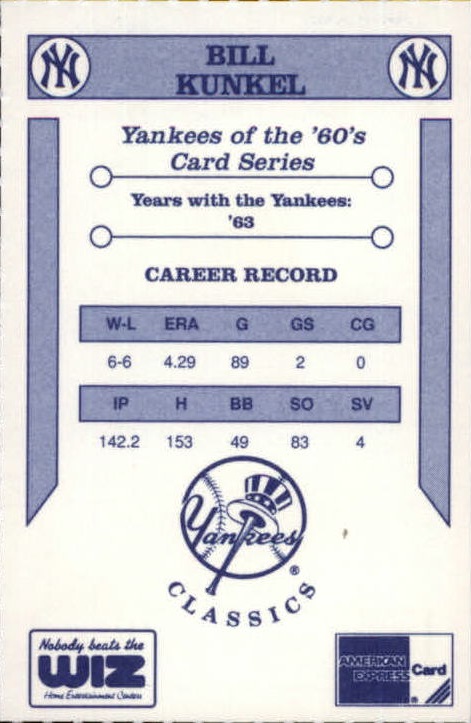 NY
BILL
KUNKEL
NY
Yankees of the '60's
Card Series
Years with the Yankees:
'63
CAREER RECORD
W-L ERA G GS CG
6-6 4.29 89 2 0
IP H BB SO SV
142.2 153 49 83 4
Yankees
®
CLASSICS
Nobody beats the
WIZ
Home Entertainment Centers
AMERICAN
EXPRESS
®
Card